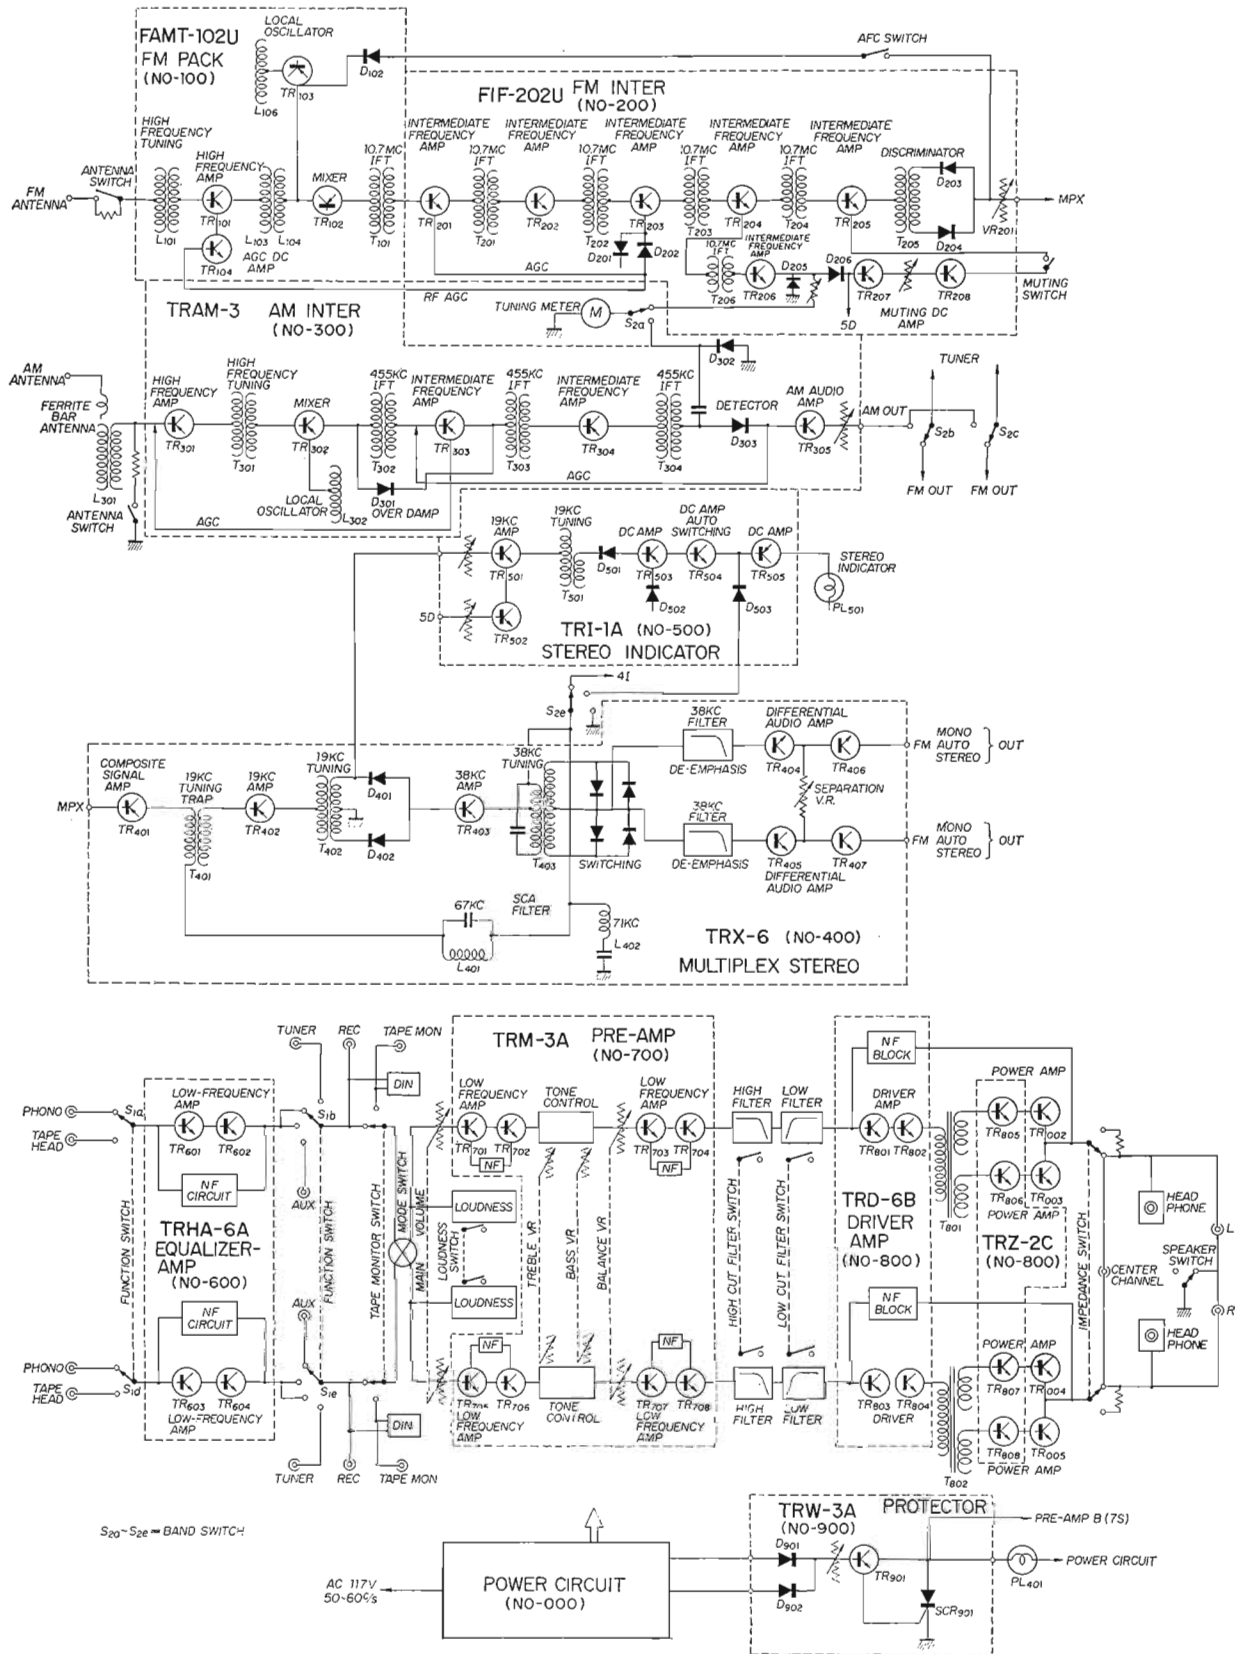 FAMT-102U
FM PACK
(NO-100)
LOCAL
OSCILLATOR
L106
TR103
D102
AFC SWITCH
FIF-202U FM INTER
(NO-200)
HIGH
FREQUENCY
TUNING
HIGH
FREQUENCY
AMP
MIXER
10.7MC
IFT
INTERMEDIATE
FREQUENCY
AMP
10.7MC
IFT
INTERMEDIATE
FREQUENCY
AMP
10.7MC
IFT
INTERMEDIATE
FREQUENCY
AMP
10.7MC
IFT
INTERMEDIATE
FREQUENCY
AMP
10.7MC
IFT
INTERMEDIATE
FREQUENCY
AMP
DISCRIMINATOR
D203
ANTENNA
SWITCH
FM
ANTENNA
MPX
L101
TR101
L103
L104
TR102
T101
TR201
T201
TR202
T202
TR203
T203
TR204
T204
TR205
T205
D204
VR201
TR104
AGC DC
AMP
D201
D202
AGC
RF AGC
10.7MC
IFT
INTERMEDIATE
FREQUENCY
AMP
D205
D206
T206
TR206
TR207
TR208
MUTING
SWITCH
5D
MUTING DC
AMP
TRAM-3 AM INTER
(NO-300)
TUNING METER
M
S2a
D302
TUNER
AM
ANTENNA
FERRITE
BAR
ANTENNA
HIGH
FREQUENCY
AMP
HIGH
FREQUENCY
TUNING
MIXER
455KC
IFT
INTERMEDIATE
FREQUENCY
AMP
455KC
IFT
INTERMEDIATE
FREQUENCY
AMP
455KC
IFT
DETECTOR
AM AUDIO
AMP
AM OUT
S2b
S2c
TR301
T301
TR302
T302
TR303
T303
TR304
T304
D303
TR305
L301
L302
LOCAL
OSCILLATOR
D301
OVER DAMP
AGC
FM OUT
FM OUT
ANTENNA
SWITCH
AGC
19KC
AMP
19KC
TUNING
DC AMP
DC AMP
AUTO
SWITCHING
DC AMP
STEREO
INDICATOR
TR501
T501
D501
TR503
TR504
TR505
PL501
D502
D503
5D
TR502
TRI-1A (NO-500)
STEREO INDICATOR
4I
S2e
38KC
FILTER
DIFFERENTIAL
AUDIO AMP
COMPOSITE
SIGNAL
AMP
19KC
TUNING
TRAP
19KC
AMP
19KC
TUNING
D401
38KC
AMP
38KC
TUNING
DE-EMPHASIS
TR404
TR406
FM
MONO
AUTO
STEREO
OUT
SEPARATION
V.R.
MPX
TR401
T401
TR402
T402
D402
TR403
T403
SWITCHING
38KC
FILTER
DE-EMPHASIS
TR405
TR407
DIFFERENTIAL
AUDIO AMP
FM
MONO
AUTO
STEREO
OUT
67KC
SCA
FILTER
L401
71KC
L402
TRX-6 (NO-400)
MULTIPLEX STEREO
TUNER
REC
TAPE MON
DIN
TRM-3A PRE-AMP
(NO-700)
NF
BLOCK
PHONO
TAPE
HEAD
S1a
LOW-FREQUENCY
AMP
TR601
TR602
S1b
LOW
FREQUENCY
AMP
TR701
TR702
NF
TONE
CONTROL
LOW
FREQUENCY
AMP
TR703
TR704
NF
HIGH
FILTER
LOW
FILTER
DRIVER
AMP
TR801
TR802
POWER AMP
TR805
TR002
TR806
TR003
POWER AMP
T801
NF
CIRCUIT
AUX
FUNCTION SWITCH
TRHA-6A
EQUALIZER-
AMP
(NO-600)
FUNCTION SWITCH
TAPE MONITOR SWITCH
MODE SWITCH
MAIN VOLUME
LOUDNESS
LOUDNESS
SWITCH
LOUDNESS
TREBLE VR
BASS VR
BALANCE VR
HIGH CUT FILTER SWITCH
LOW CUT FILTER SWITCH
TRD-6B
DRIVER
AMP
(NO-800)
TRZ-2C
(NO-800)
IMPEDANCE SWITCH
HEAD
PHONE
L
SPEAKER
SWITCH
CENTER
CHANNEL
R
HEAD
PHONE
NF
CIRCUIT
AUX
NF
BLOCK
PHONO
TAPE
HEAD
S1d
TR603
TR604
LOW-FREQUENCY AMP
S1e
DIN
NF
TR705
TR706
LOW
FREQUENCY
AMP
TONE
CONTROL
NF
TR707
TR708
LOW
FREQUENCY
AMP
HIGH
FILTER
LOW
FILTER
TR803
TR804
DRIVER
T802
POWER AMP
TR807
TR004
TR808
TR005
POWER AMP
TUNER
REC
TAPE MON
S2a~S2e = BAND SWITCH
TRW-3A
(NO-900)
PROTECTOR
PRE-AMP B (7S)
D901
D902
TR901
SCR901
PL401
POWER CIRCUIT
AC 117V
50~60c/s
POWER CIRCUIT
(NO-000)